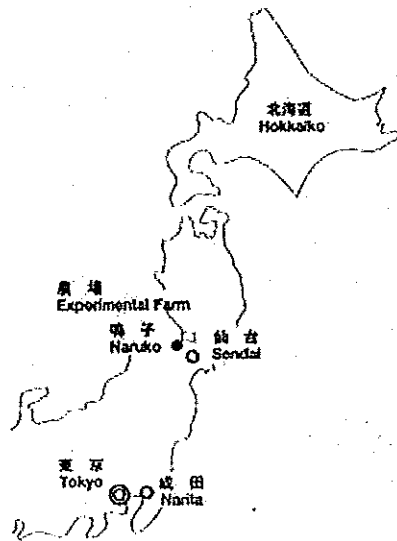 北海道
Hokkaiko
農場
Experimental Farm
鳴子
Naruko
仙台
Sendai
東京
Tokyo
成田
Narita